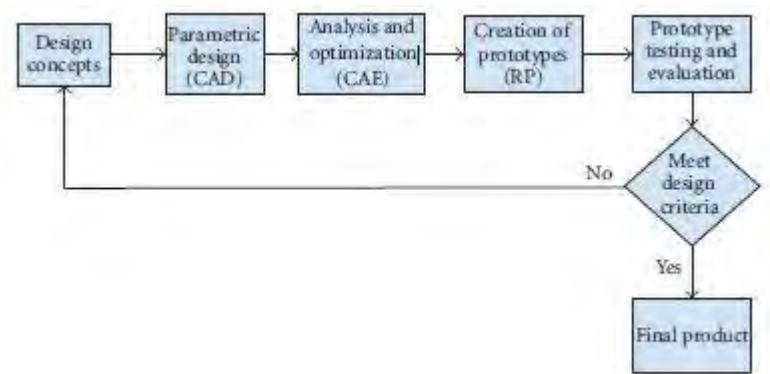 Design
concepts
Parametric
design
(CAD)
Analysis and
optimization
(CAE)
Creation of
prototypes
(RP)
Prototype
testing and
evaluation
Meet
design
criteria
No
Yes
Final product